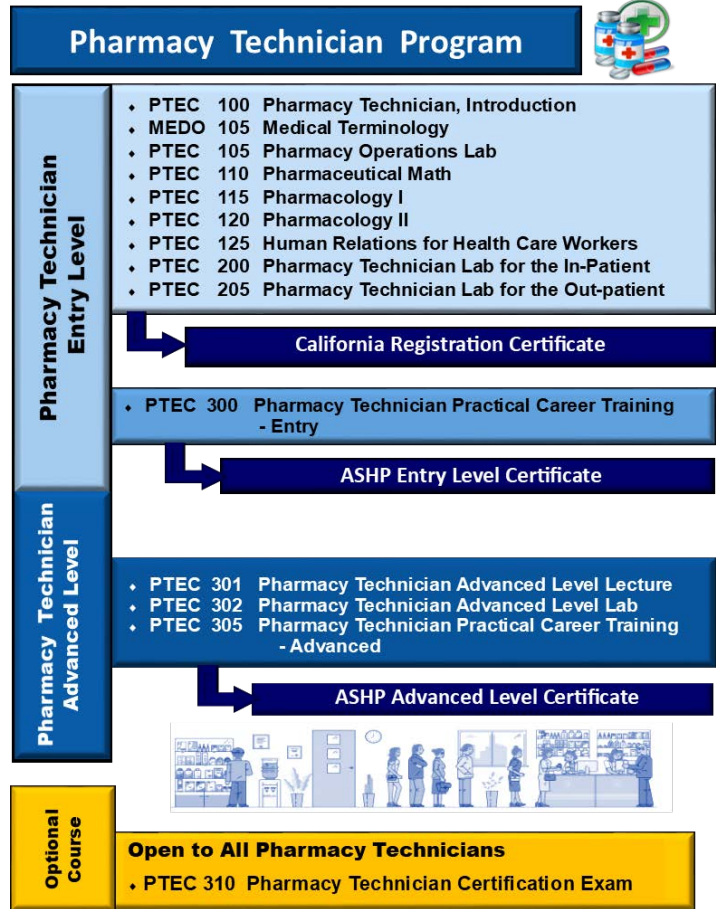 Pharmacy Technician Program
Pharmacy Technician
Entry Level
⬩ PTEC 100 Pharmacy Technician, Introduction
⬩ MEDO 105 Medical Terminology
⬩ PTEC 105 Pharmacy Operations Lab
⬩ PTEC 110 Pharmaceutical Math
⬩ PTEC 115 Pharmacology I
⬩ PTEC 120 Pharmacology II
⬩ PTEC 125 Human Relations for Health Care Workers
⬩ PTEC 200 Pharmacy Technician Lab for the In-Patient
⬩ PTEC 205 Pharmacy Technician Lab for the Out-patient
California Registration Certificate
⬩ PTEC 300 Pharmacy Technician Practical Career Training
- Entry
ASHP Entry Level Certificate
Pharmacy Technician
Advanced Level
⬩ PTEC 301 Pharmacy Technician Advanced Level Lecture
⬩ PTEC 302 Pharmacy Technician Advanced Level Lab
⬩ PTEC 305 Pharmacy Technician Practical Career Training
- Advanced
ASHP Advanced Level Certificate
Optional
Course
Open to All Pharmacy Technicians
⬩ PTEC 310 Pharmacy Technician Certification Exam